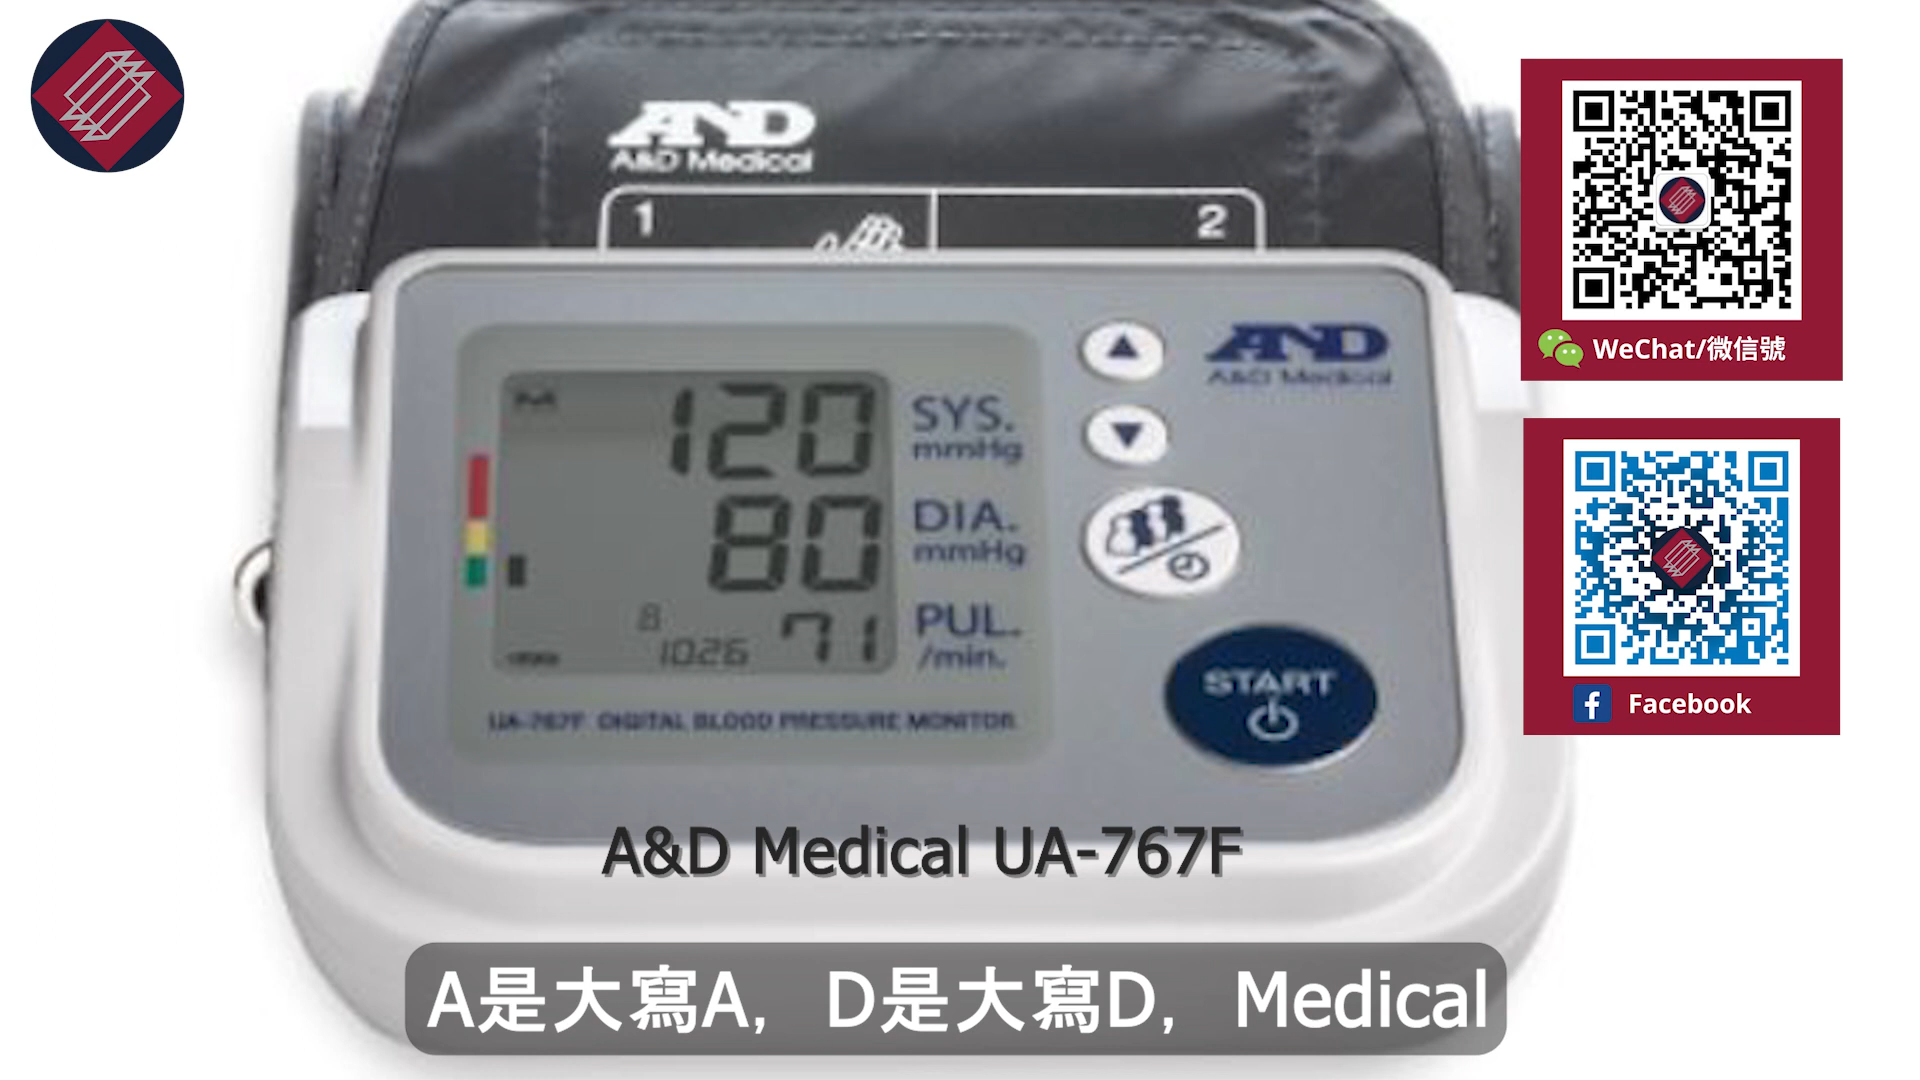 AND
A&D Medical
1 2
AND
A&D Medical
M
120 SYS.
mmHg
80 DIA.
mmHg
8
1026 71 PUL.
/min.
UA-767F DIGITAL BLOOD PRESSURE MONITOR
START
WeChat/微信號
Facebook
A&D Medical UA-767F
A是大寫A，D是大寫D，Medical